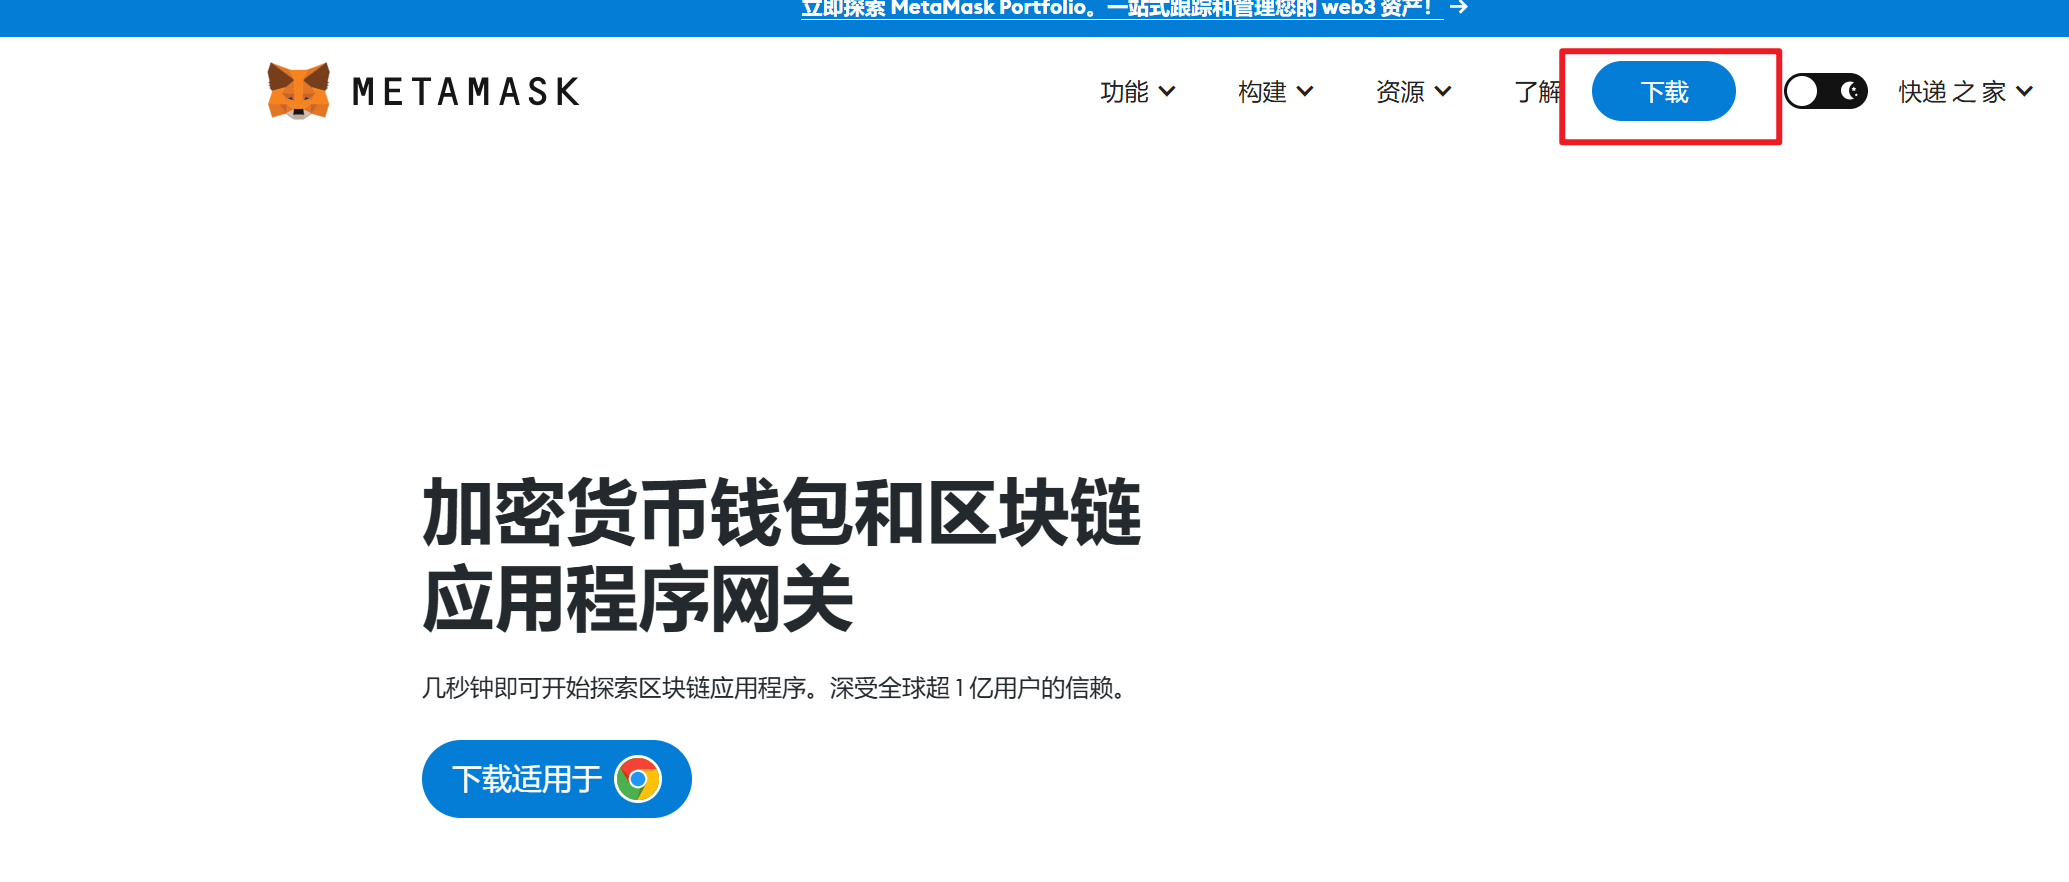 立即探索 MetaMask Portfolio。一站式跟踪和管理您的 web3 资产！ →
METAMASK
功能
构建
资源
了解
下载
快递 之 家
加密货币钱包和区块链
应用程序网关
几秒钟即可开始探索区块链应用程序。深受全球超 1 亿用户的信赖。
下载适用于